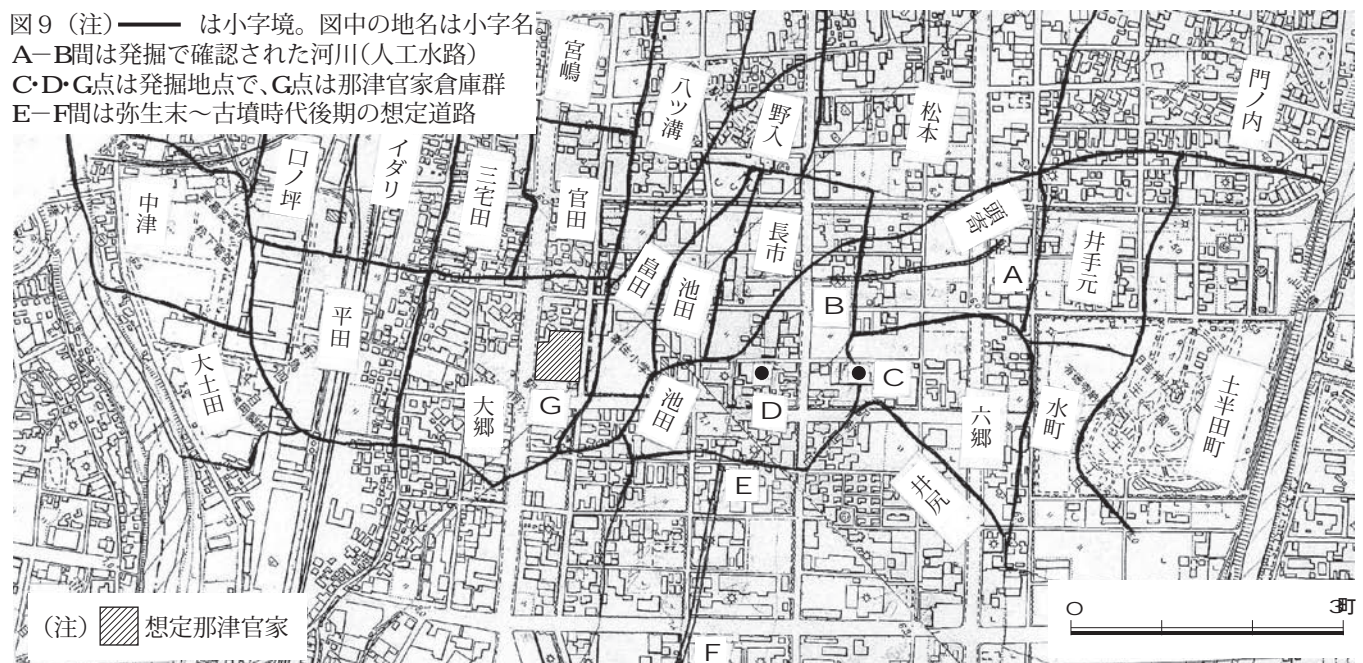 図9（注）━━━ は小字境。図中の地名は小字名
A−B間は発掘で確認された河川(人工水路)
C・D・G点は発掘地点で、G点は那津官家倉庫群
E−F間は弥生末〜古墳時代後期の想定道路
宮嶋
八ツ溝
野入
松本
門ノ内
中津
口ノ坪
イダリ
三宅田
官田
畠田
池田
長市
頭寄
A
井手元
B
平田
大土田
大郷
G
池田
D
C
六郷
水町
土半田町
E
井尻
F
（注） 想定那津官家
0 3町